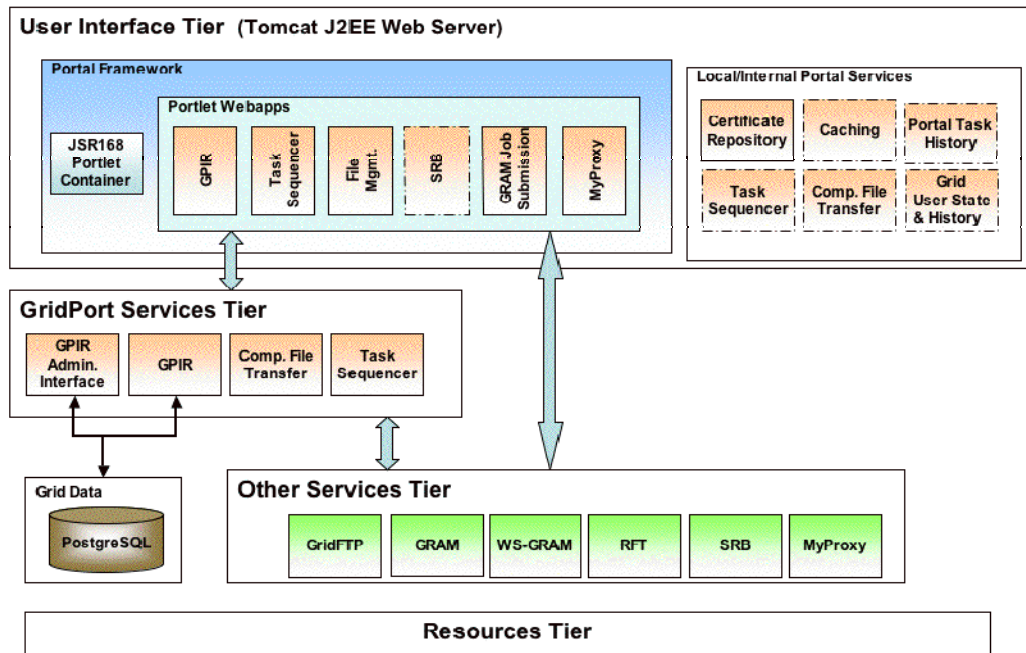 User Interface Tier (Tomcat J2EE Web Server)
Portal Framework
Portlet Webapps
JSR168
Portlet
Container
GPIR
Task
Sequencer
File
Mgmt.
SRB
GRAM Job
Submission
MyProxy
Local/Internal Portal Services
Certificate
Repository
Caching
Portal Task
History
Task
Sequencer
Comp. File
Transfer
Grid
User State
& History
GridPort Services Tier
GPIR
Admin.
Interface
GPIR
Comp. File
Transfer
Task
Sequencer
Grid Data
PostgreSQL
Other Services Tier
GridFTP
GRAM
WS-GRAM
RFT
SRB
MyProxy
Resources Tier